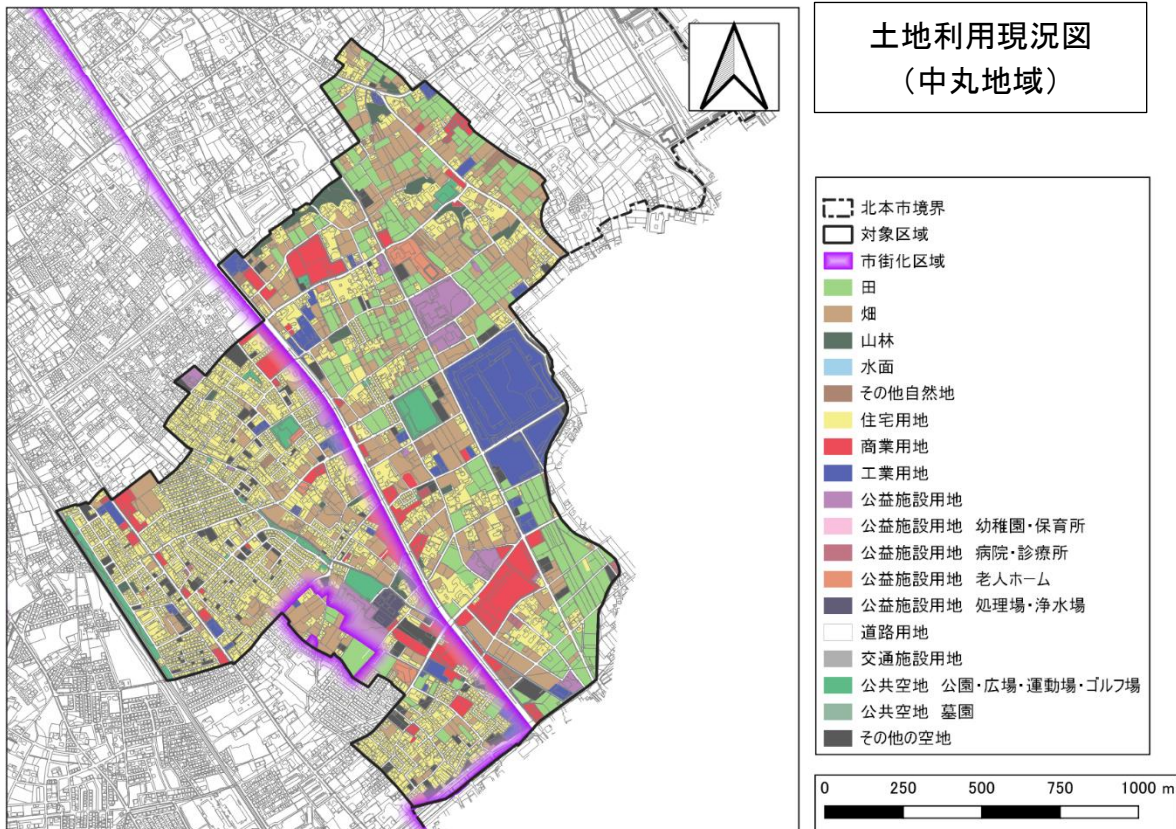 土地利用現況図
（中丸地域）
北本市境界
対象区域
市街化区域
田
畑
山林
水面
その他自然地
住宅用地
商業用地
工業用地
公益施設用地
公益施設用地 幼稚園・保育所
公益施設用地 病院・診療所
公益施設用地 老人ホーム
公益施設用地 処理場・浄水場
道路用地
交通施設用地
公共空地 公園・広場・運動場・ゴルフ場
公共空地 墓園
その他の空地
0 250 500 750 1000 m